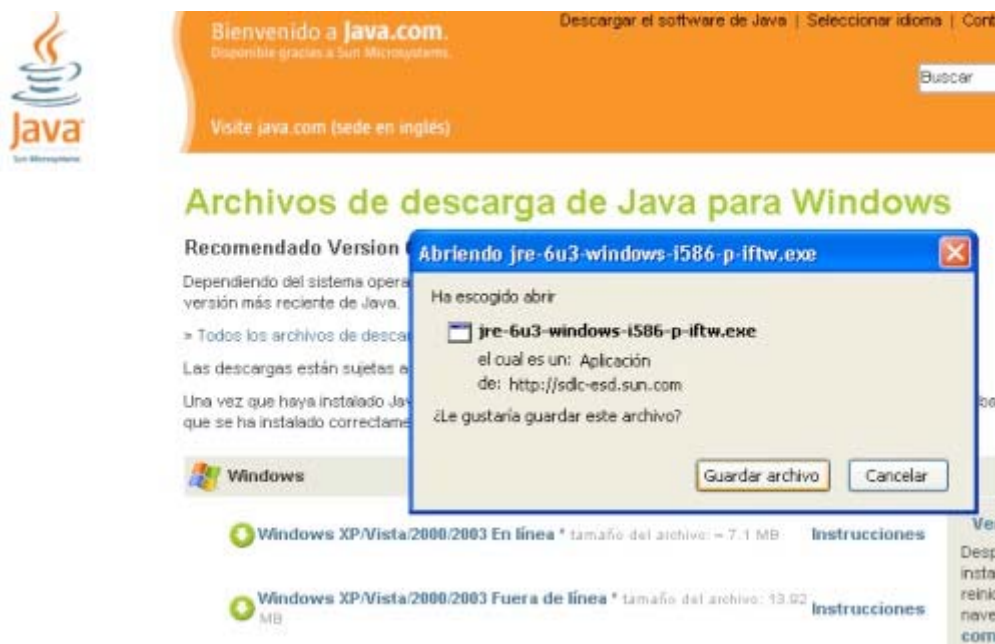 Java
Sun Microsystems
Bienvenido a Java.com.
Disponible gracias a Sun Microsystems.
Descargar el software de Java | Seleccionar idioma | Cont
Buscar
Visite java.com (sede en inglés)
Archivos de descarga de Java para Windows
Recomendado Version
Dependiendo del sistema opera
versión más reciente de Java.
» Todos los archivos de descar
Las descargas están sujetas a
Una vez que haya instalado Jav
que se ha instalado correctame
Abriendo jre-6u3-windows-i586-p-iftw.exe
Ha escogido abrir
jre-6u3-windows-i586-p-iftw.exe
el cual es un: Aplicación
de: http://sdlc-esd.sun.com
¿Le gustaría guardar este archivo?
Guardar archivo
Cancelar
Windows
Windows XP/Vista/2000/2003 En línea * tamaño del archivo: ~ 7.1 MB Instrucciones
Windows XP/Vista/2000/2003 Fuera de línea * tamaño del archivo: 13.92
MB
Instrucciones
Ve
Desp
insta
reinic
nave
com